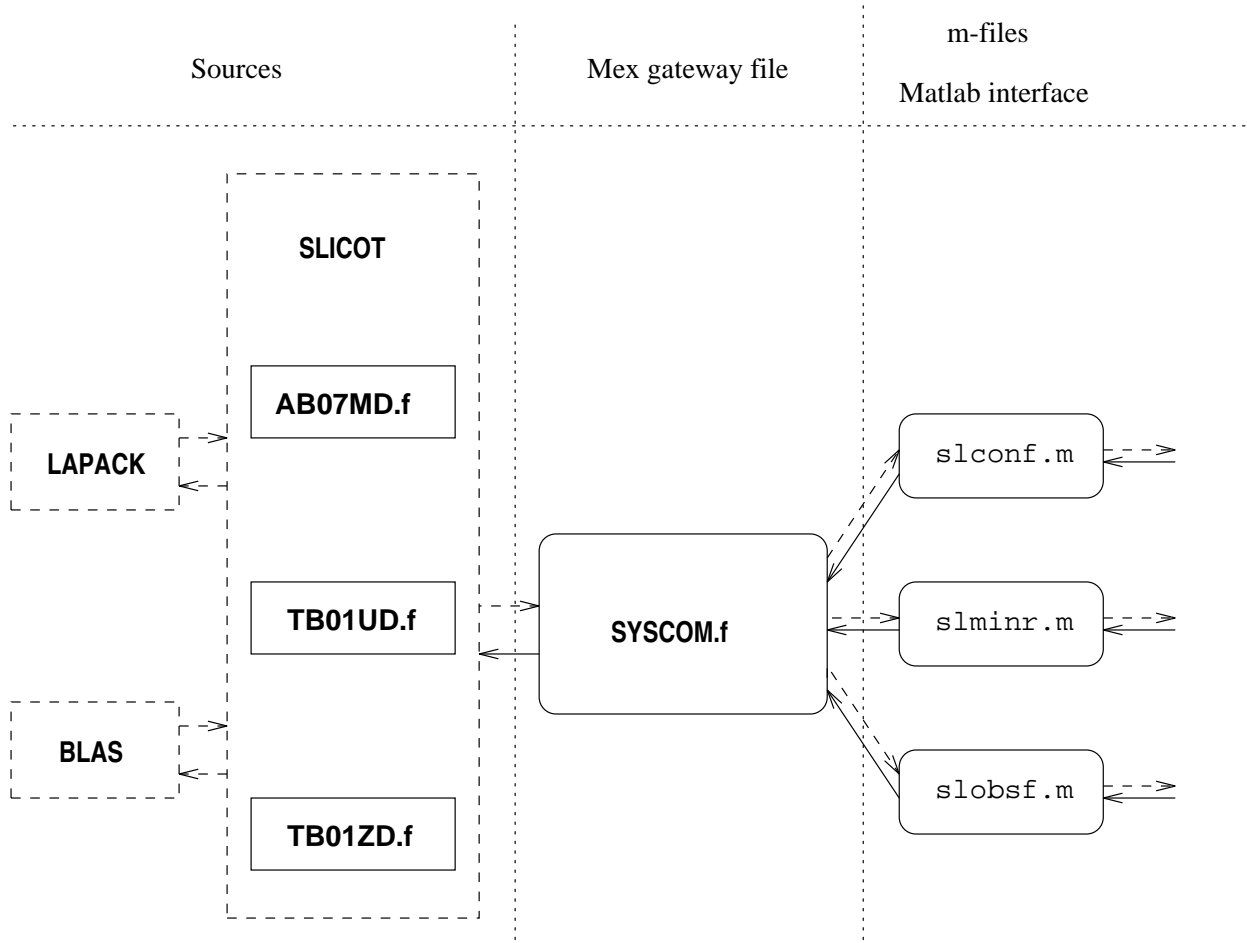 Sources
Mex gateway file
m-files
Matlab interface
SLICOT
AB07MD.f
LAPACK
slconf.m
TB01UD.f
SYSCOM.f
slminr.m
BLAS
slobsf.m
TB01ZD.f